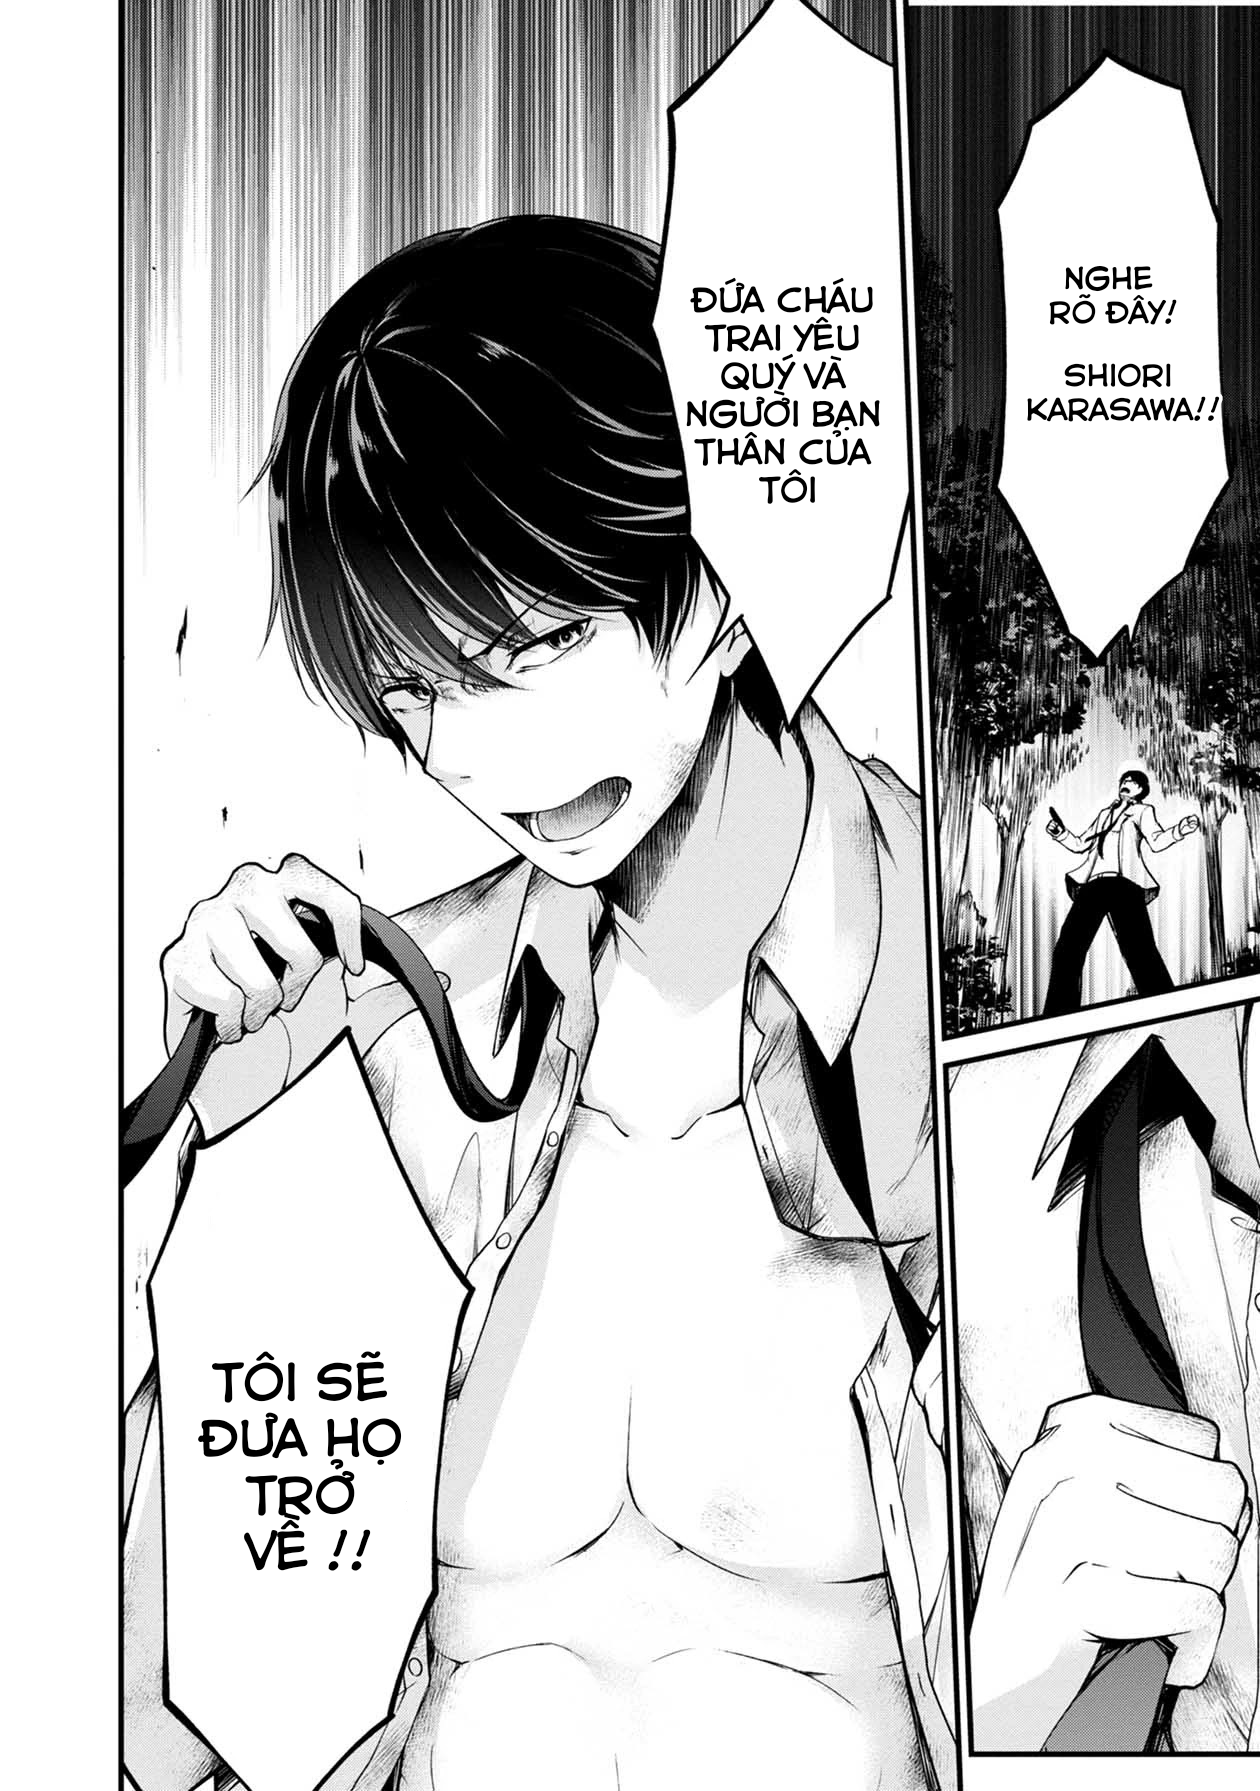 NGHE
RÕ ĐÂY!
SHIORI
KARASAWA!!
ĐỨA CHÁU
TRAI YÊU
QUÝ VÀ
NGƯỜI BẠN
THÂN CỦA
TÔI
TÔI SẼ
ĐƯA HỌ
TRỞ
VỀ !!